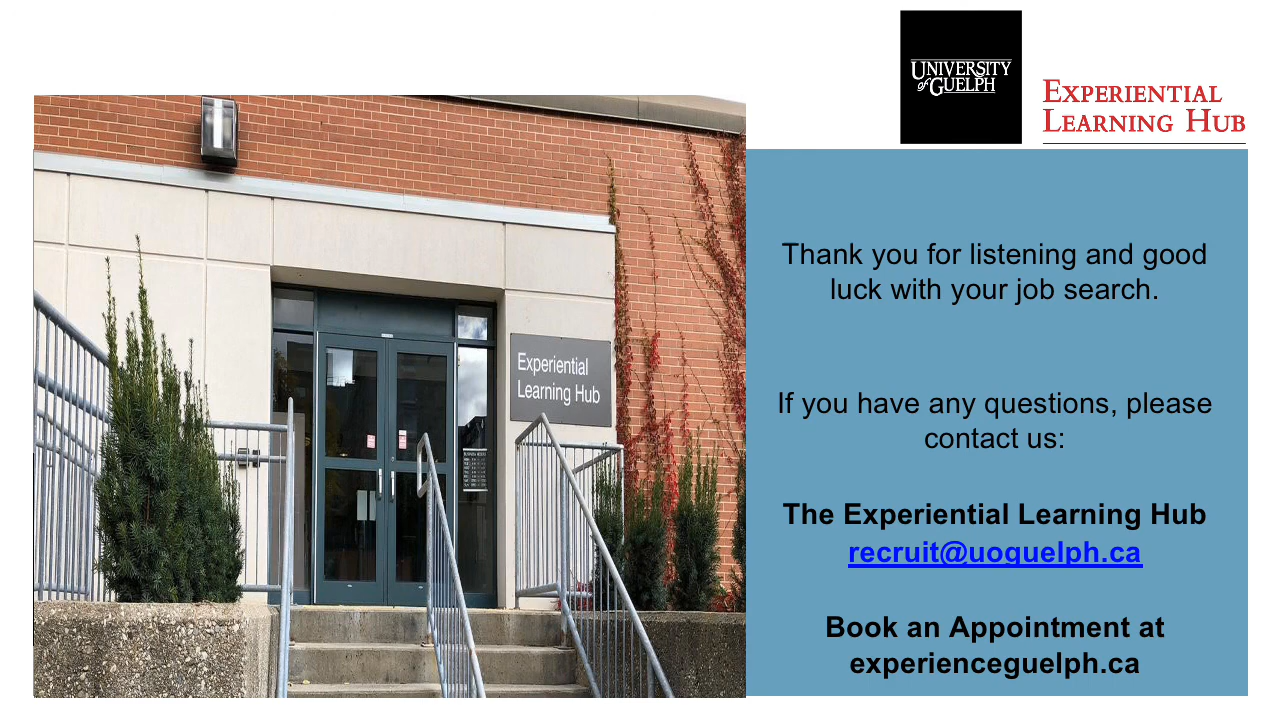 UNIVERSITY
of GUELPH
EXPERIENTIAL
LEARNING HUB
Experiential
Learning Hub
Thank you for listening and good
luck with your job search.
If you have any questions, please
contact us:
The Experiential Learning Hub
recruit@uoguelph.ca
Book an Appointment at
experienceguelph.ca